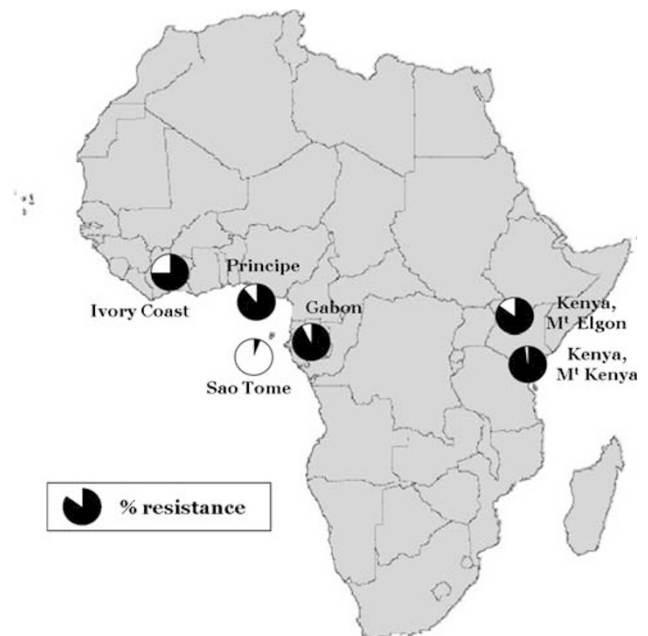 Principe
Ivory Coast
Gabon
Kenya,
Mᵗ Elgon
Sao Tome
Kenya,
Mᵗ Kenya
% resistance